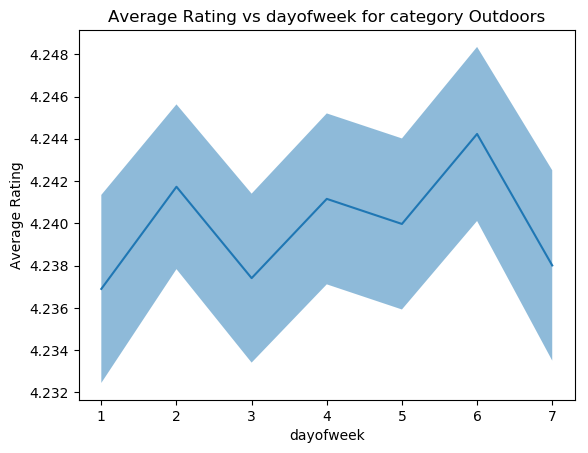 Average Rating vs dayofweek for category Outdoors
4.248
4.246
4.244
4.242
4.240
4.238
4.236
4.234
4.232
Average Rating
1 2 3 4 5 6 7
dayofweek